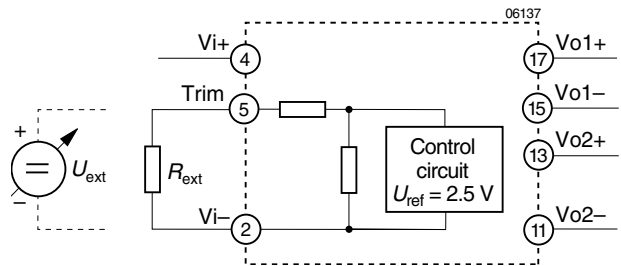 06137
Vi+
4
17
Vo1+
Trim
5
15
Vo1–
+
=
–
Uext
Rext
Control
circuit
Uref = 2.5 V
13
Vo2+
Vi–
2
11
Vo2-